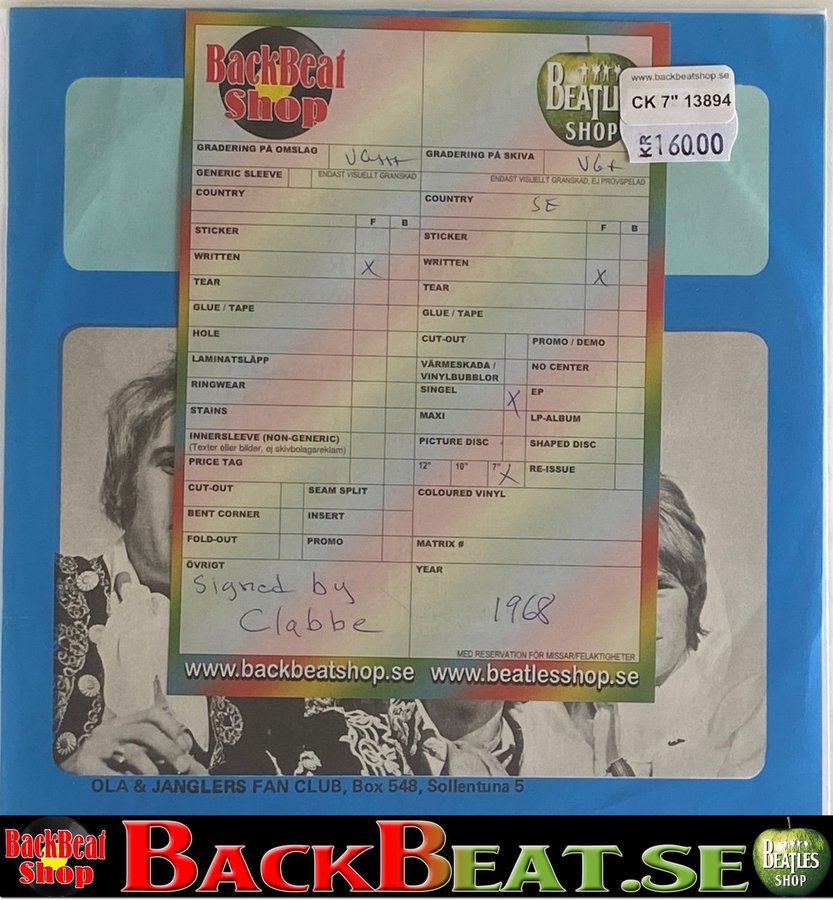 BackBeat
Shop
BEATLES
SHOP
www.backbeatshop.se
CK 7" 13894
KR 160.00
GRADERING PÅ OMSLAG
GRADERING PÅ SKIVA VG+
GENERIC SLEEVE ENDAST VISUELLT GRANSKAD
ENDAST VISUELLT GRANSKAD, EJ PROVSPELAD
COUNTRY
COUNTRY SE
F B
F B
STICKER
STICKER
WRITTEN X
WRITTEN X
TEAR
TEAR
GLUE / TAPE
GLUE / TAPE
HOLE
CUT-OUT PROMO / DEMO
LAMINATSLÄPP
VÄRMESKADA /
VINYLBUBBLOR NO CENTER
RINGWEAR
SINGEL X EP
STAINS
MAXI LP-ALBUM
INNERSLEEVE (NON-GENERIC)
(Texter eller bilder, ej skivbolagsreklam)
PICTURE DISC SHAPED DISC
PRICE TAG
12" 10" 7" X RE-ISSUE
CUT-OUT SEAM SPLIT
COLOURED VINYL
BENT CORNER INSERT
FOLD-OUT PROMO
MATRIX #
ÖVRIGT
Signed by
Clabbe
YEAR
1968
MED RESERVATION FÖR MISSAR/FELAKTIGHETER
www.backbeatshop.se www.beatlesshop.se
OLA & JANGLERS FAN CLUB, Box 548, Sollentuna 5
BackBeat
Shop
BACKBEAT.SE
BEATLES
SHOP